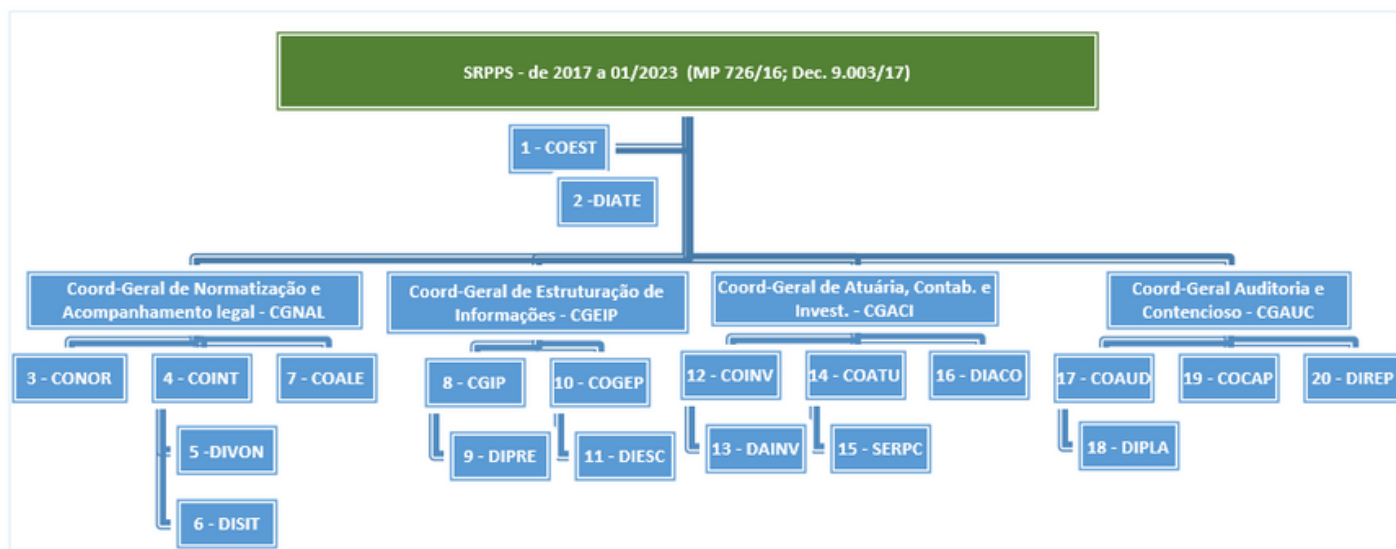 SRPPS - de 2017 a 01/2023 (MP 726/16; Dec. 9.003/17)
1 - COEST
2 -DIATE
Coord-Geral de Normatização e
Acompanhamento legal - CGNAL
Coord-Geral de Estruturação de
Informações - CGEIP
Coord-Geral de Atuária, Contab. e
Invest. - CGACI
Coord-Geral Auditoria e
Contencioso - CGAUC
3 - CONOR
4 - COINT
7 - COALE
8 - CGIP
10 - COGEP
12 - COINV
14 - COATU
16 - DIACO
17 - COAUD
19 - COCAP
20 - DIREP
5 -DIVON
9 - DIPRE
11 - DIESC
13 - DAINV
15 - SERPC
18 - DIPLA
6 - DISIT